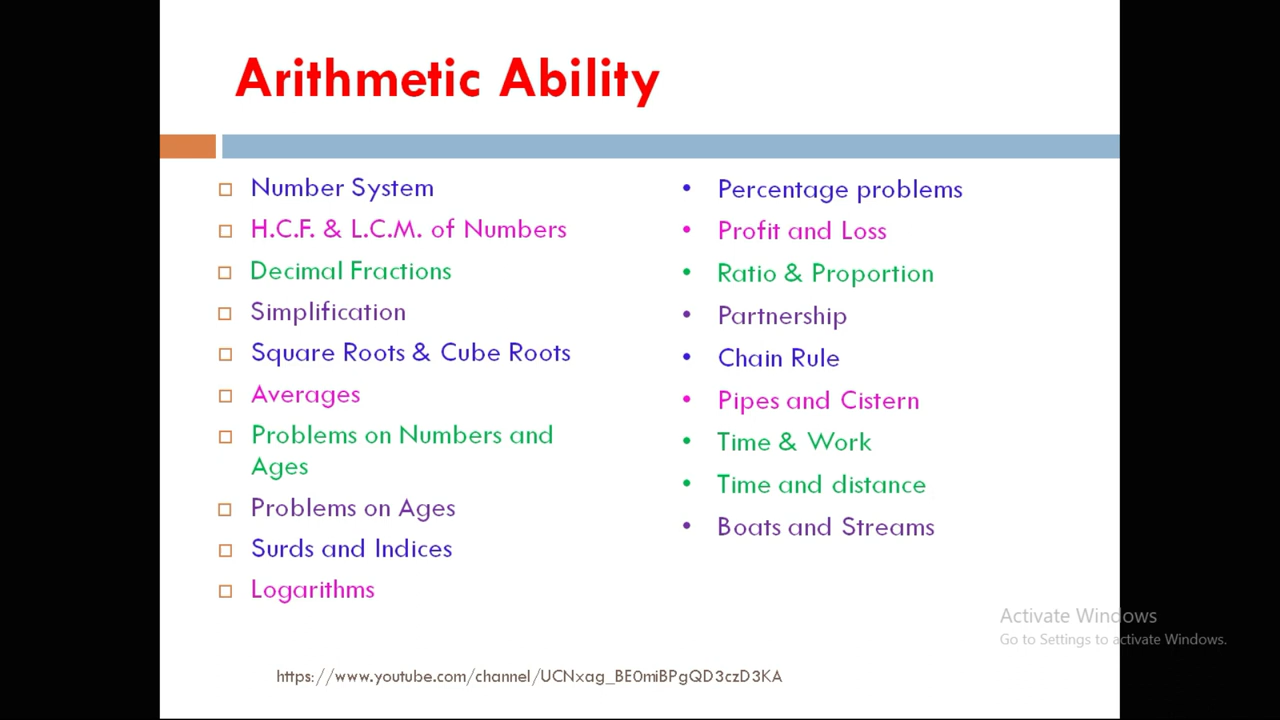 Arithmetic Ability
Number System
H.C.F. & L.C.M. of Numbers
Decimal Fractions
Simplification
Square Roots & Cube Roots
Averages
Problems on Numbers and
Ages
Problems on Ages
Surds and Indices
Logarithms
Percentage problems
Profit and Loss
Ratio & Proportion
Partnership
Chain Rule
Pipes and Cistern
Time & Work
Time and distance
Boats and Streams
Activate Windows
Go to Settings to activate Windows.
https://www.youtube.com/channel/UCNxag_BE0miBPgQD3czD3KA